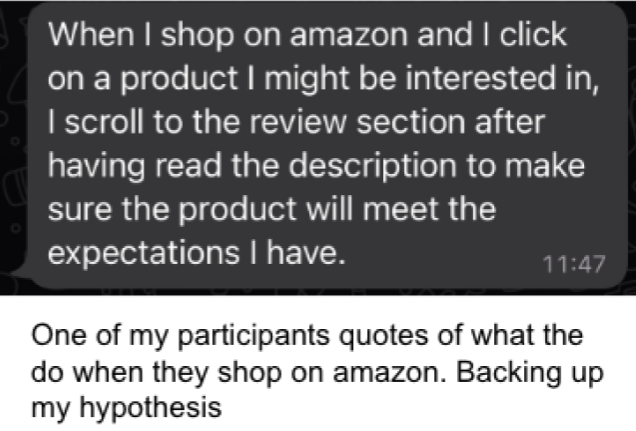 When I shop on amazon and I click
on a product I might be interested in,
I scroll to the review section after
having read the description to make
sure the product will meet the
expectations I have.
11:47
One of my participants quotes of what the
do when they shop on amazon. Backing up
my hypothesis